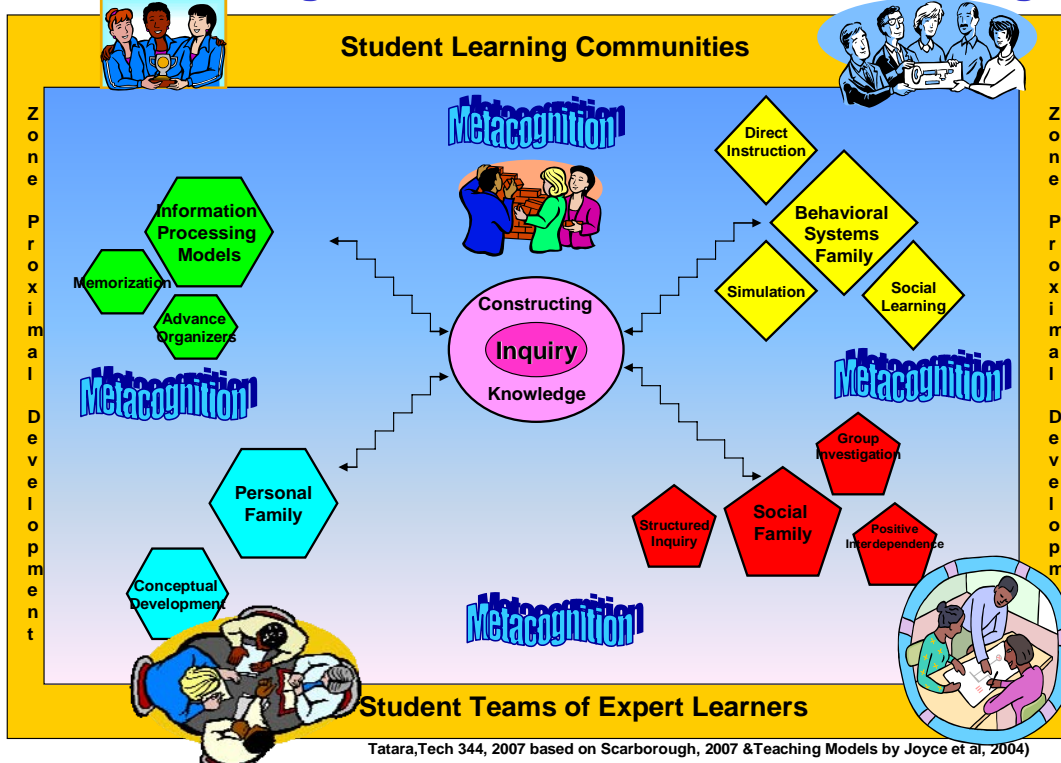 Student Learning Communities
Zone Proximal Development
Zone Proximal Developm
Metacognition
Direct
Instruction
Information
Processing
Models
Behavioral
Systems
Family
Memorization
Advance
Organizers
Simulation
Social
Learning
Constructing
Inquiry
Knowledge
Metacognition
Metacognition
Group
Investigation
Personal
Family
Structured
Inquiry
Social
Family
Positive
Interdependence
Conceptual
Development
Metacognition
Student Teams of Expert Learners
Tatara,Tech 344, 2007 based on Scarborough, 2007 &Teaching Models by Joyce et al, 2004)